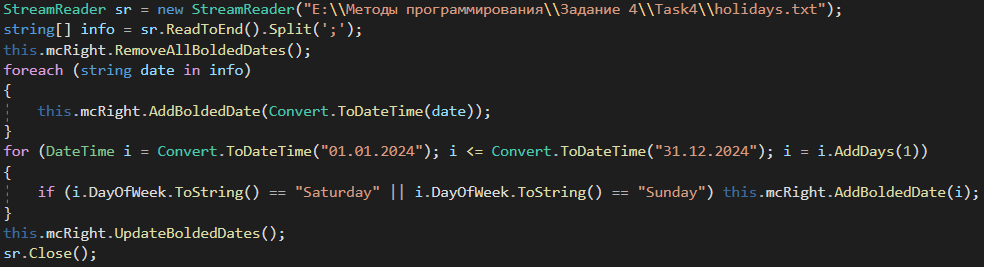 StreamReader sr = new StreamReader("E:\\Методы программирования\\Задание 4\\Task4\\holidays.txt");
string[] info = sr.ReadToEnd().Split(';');
this.mcRight.RemoveAllBoldedDates();
foreach (string date in info)
{
    this.mcRight.AddBoldedDate(Convert.ToDateTime(date));
}
for (DateTime i = Convert.ToDateTime("01.01.2024"); i <= Convert.ToDateTime("31.12.2024"); i = i.AddDays(1))
{
    if (i.DayOfWeek.ToString() == "Saturday" || i.DayOfWeek.ToString() == "Sunday") this.mcRight.AddBoldedDate(i);
}
this.mcRight.UpdateBoldedDates();
sr.Close();